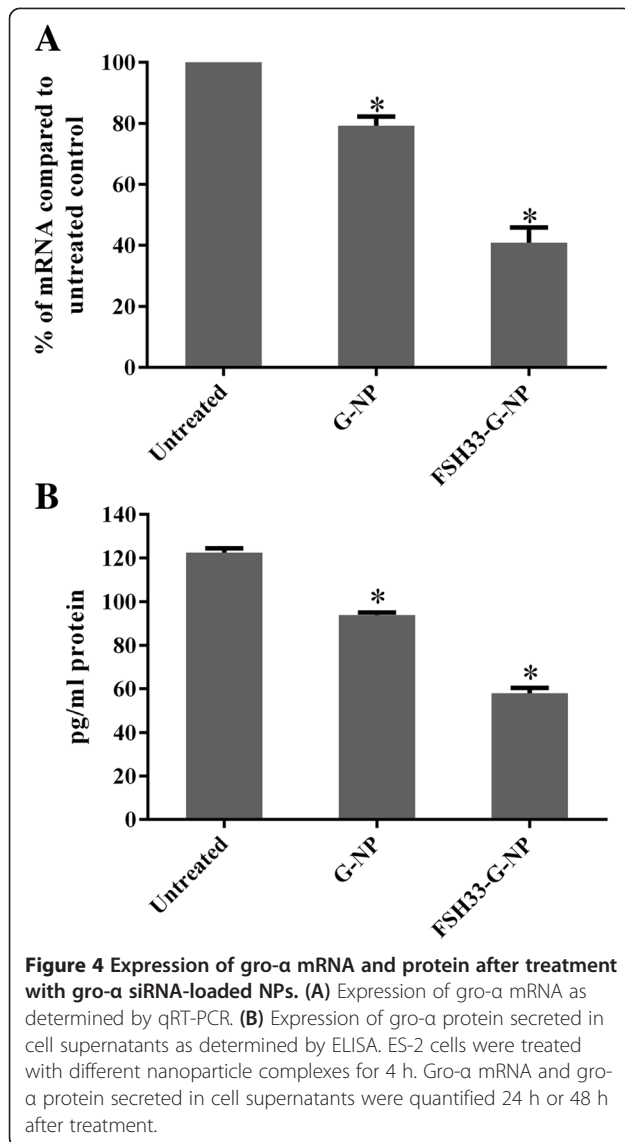 A
% of mRNA compared to
untreated control
100
80
60
40
20
0
*
*
Untreated
G-NP
FSH33-G-NP
B
pg/ml protein
140
120
100
80
60
40
20
0
*
*
Untreated
G-NP
FSH33-G-NP
Figure 4 Expression of gro-α mRNA and protein after treatment
with gro-α siRNA-loaded NPs. (A) Expression of gro-α mRNA as
determined by qRT-PCR. (B) Expression of gro-α protein secreted in
cell supernatants as determined by ELISA. ES-2 cells were treated
with different nanoparticle complexes for 4 h. Gro-α mRNA and gro-
α protein secreted in cell supernatants were quantified 24 h or 48 h
after treatment.